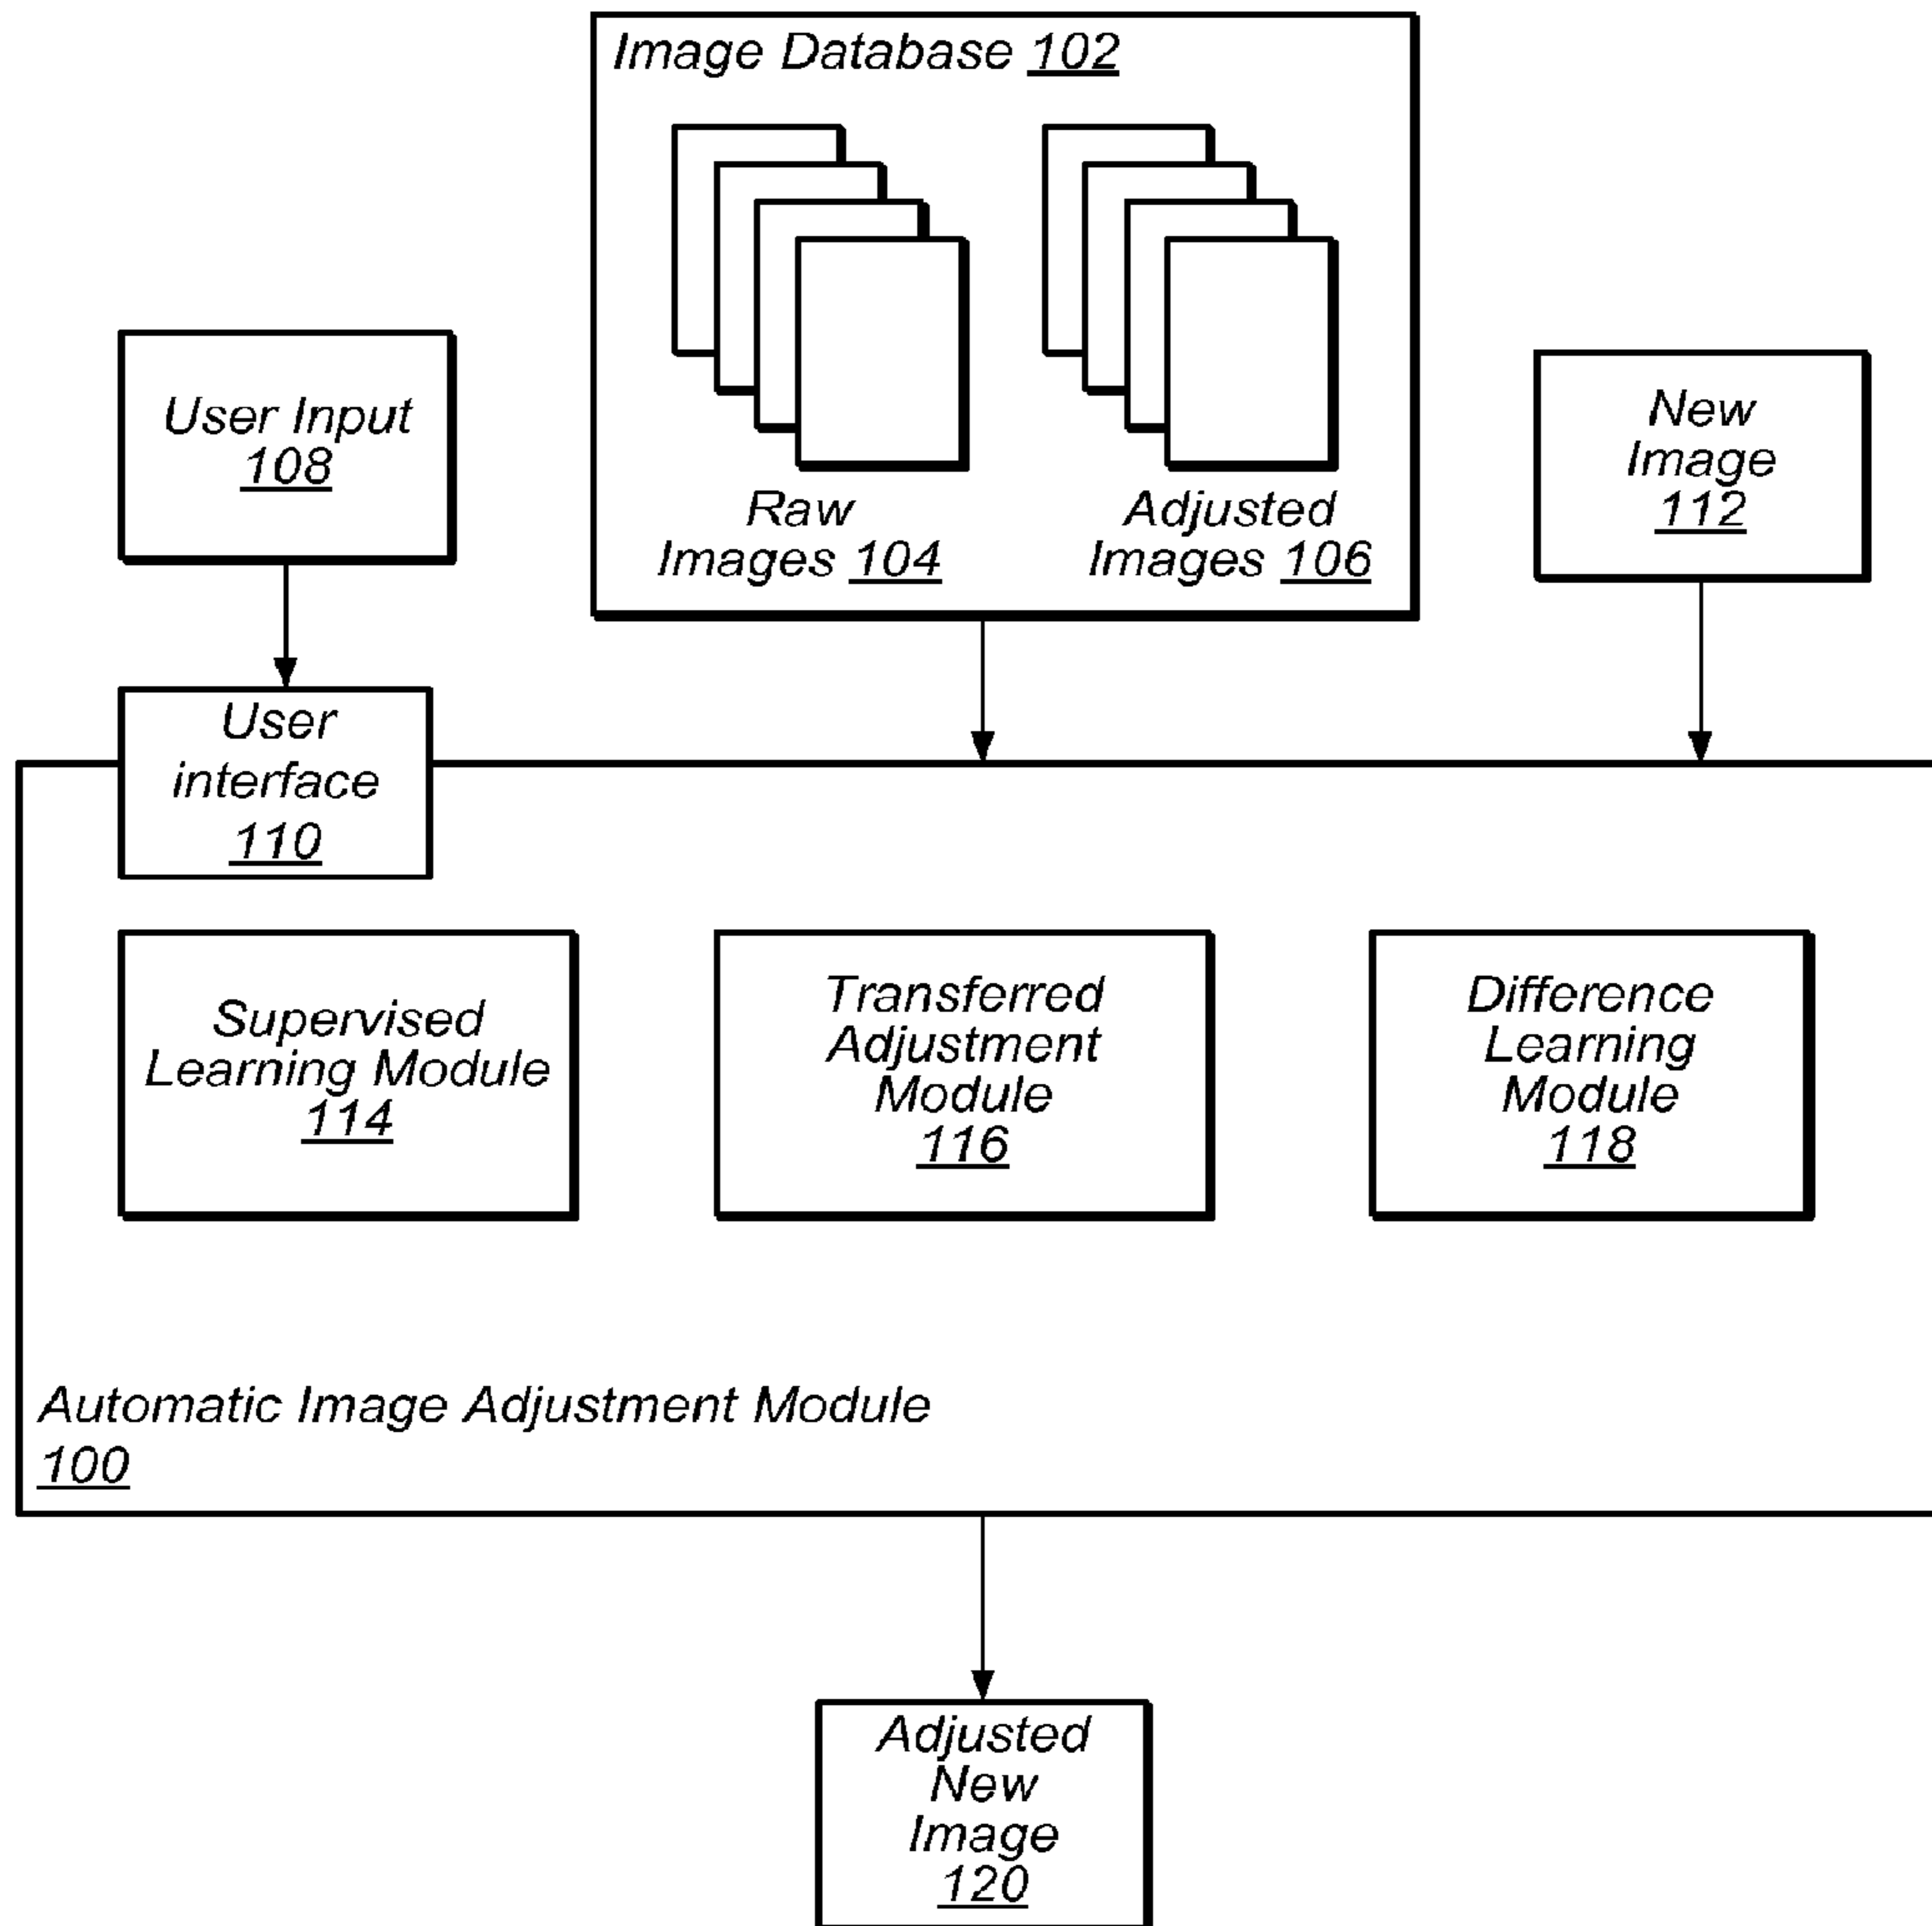 Image Database 102
Raw
Images 104
Adjusted
Images 106
User Input
108
New
Image
112
User
interface
110
Supervised
Learning Module
114
Transferred
Adjustment
Module
116
Difference
Learning
Module
118
Automatic Image Adjustment Module
100
Adjusted
New
Image
120